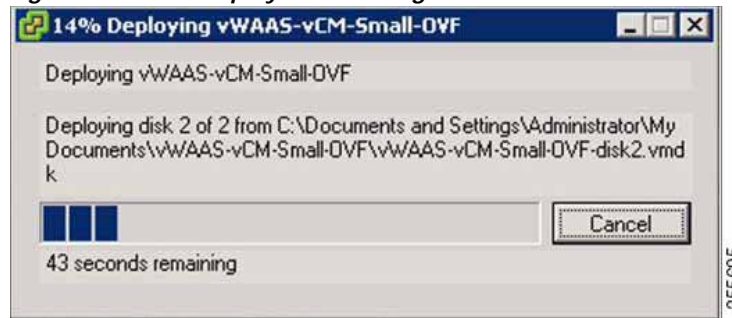 14% Deploying vWAAS-vCM-Small-OVF
Deploying vWAAS-vCM-Small-OVF
Deploying disk 2 of 2 from C:\Documents and Settings\Administrator\My
Documents\vWAAS-vCM-Small-OVF\vWAAS-vCM-Small-OVF-disk2.vmd
k
Cancel
43 seconds remaining